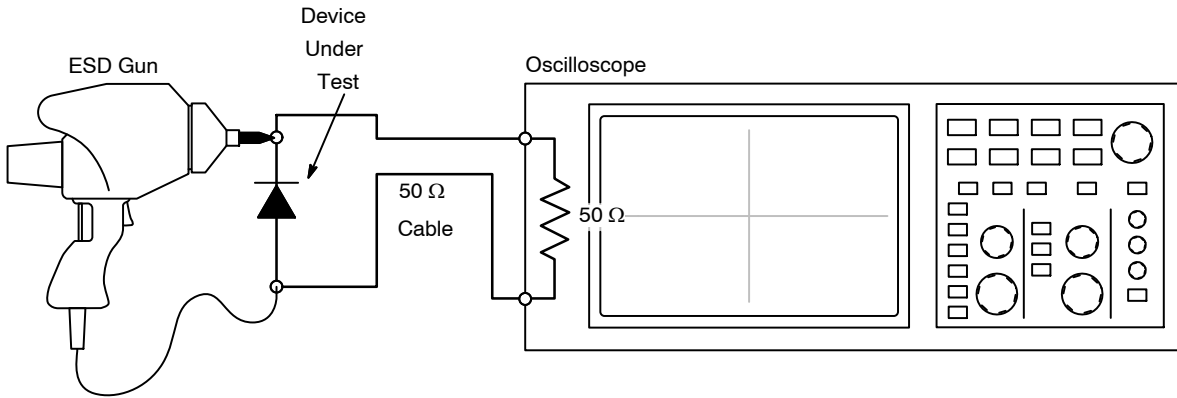 Device
Under
Test
ESD Gun
Oscilloscope
50 Ω
Cable
50 Ω